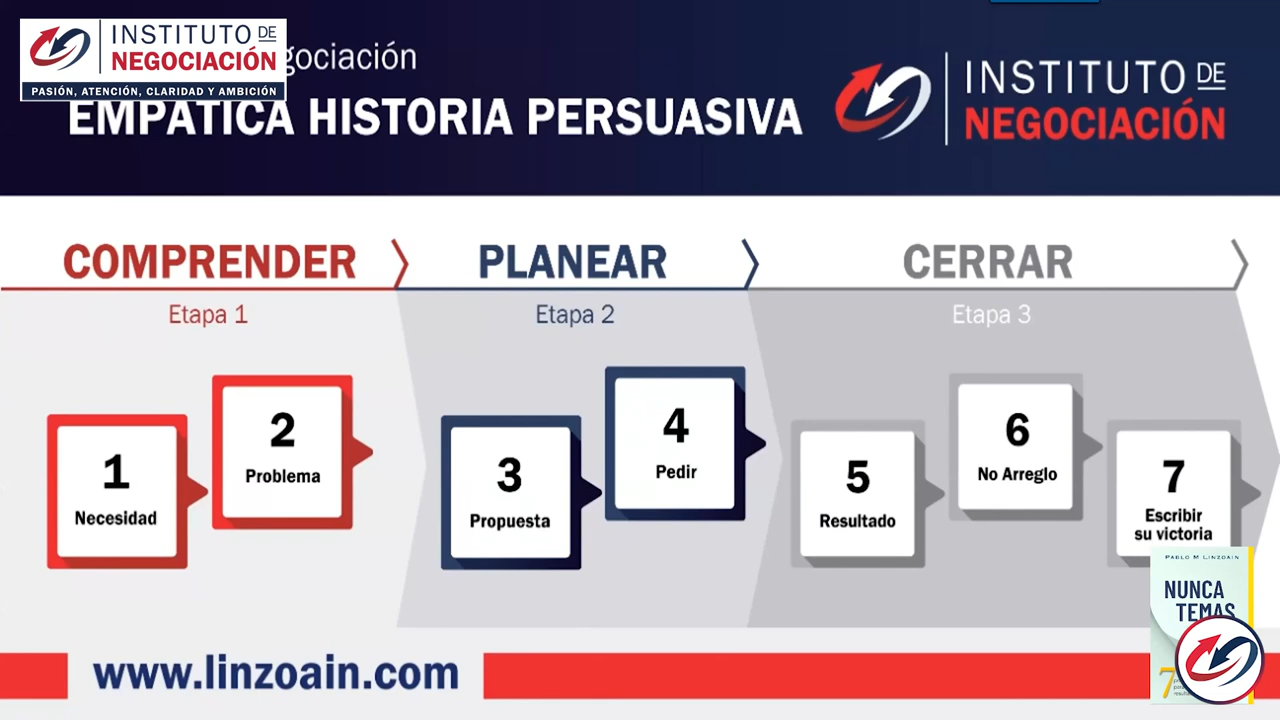 INSTITUTO DE
NEGOCIACIÓN
PASIÓN, ATENCIÓN, CLARIDAD Y AMBICIÓN
gociación
EMPÁTICA HISTORIA PERSUASIVA
INSTITUTO DE
NEGOCIACIÓN
COMPRENDER
Etapa 1
PLANEAR
Etapa 2
CERRAR
Etapa 3
1
Necesidad
2
Problema
3
Propuesta
4
Pedir
5
Resultado
6
No Arreglo
7
Escribir
su victoria
PABLO M LINZOAIN
NUNCA
TEMAS
7
www.linzoain.com